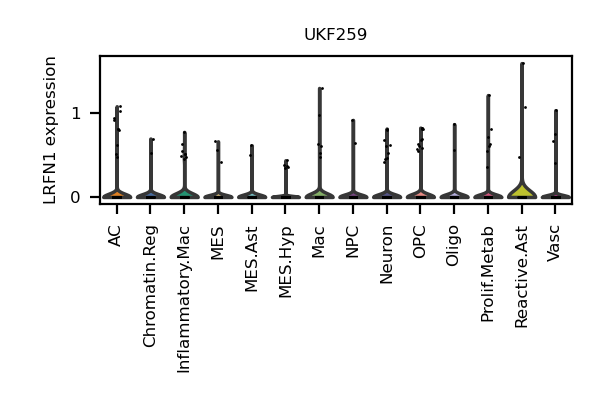 UKF259
LRFN1 expression
1
0
AC
Chromatin.Reg
Inflammatory.Mac
MES
MES.Ast
MES.Hyp
Mac
NPC
Neuron
OPC
Oligo
Prolif.Metab
Reactive.Ast
Vasc